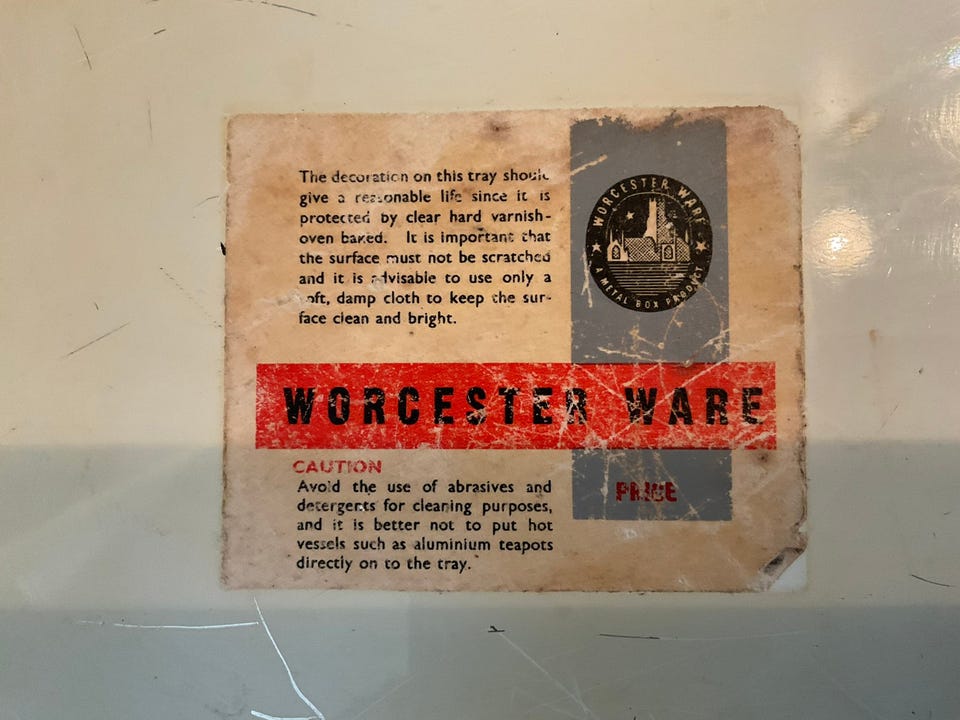 The decoration on this tray should
give a reasonable life since it is
protected by clear hard varnish-
oven baked. It is important that
the surface must not be scratched
and it is advisable to use only a
soft, damp cloth to keep the sur-
face clean and bright.
WORCESTER WARE
A METAL BOX PRODUCT
WORCESTER WARE
CAUTION
Avoid the use of abrasives and
detergents for cleaning purposes,
and it is better not to put hot
vessels such as aluminium teapots
directly on to the tray.
PRICE